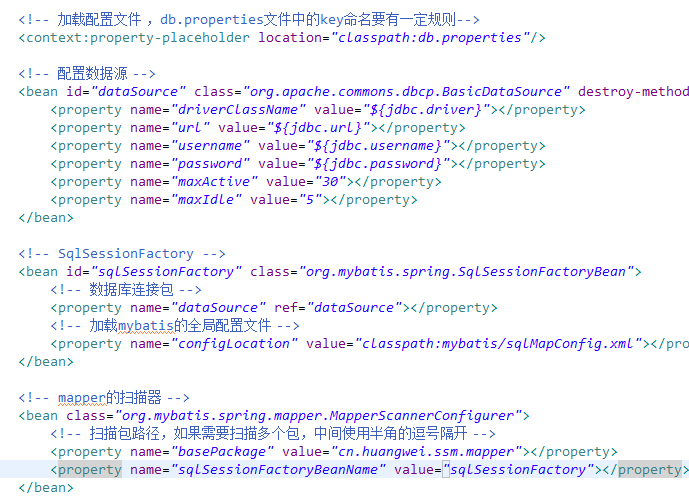 <!-- 加载配置文件 ，db.properties文件中的key命名要有一定规则-->
<context:property-placeholder location="classpath:db.properties"/>
<!-- 配置数据源 -->
<bean id="dataSource" class="org.apache.commons.dbcp.BasicDataSource" destroy-method
<property name="driverClassName" value="${jdbc.driver}"></property>
<property name="url" value="${jdbc.url}"></property>
<property name="username" value="${jdbc.username}"></property>
<property name="password" value="${jdbc.password}"></property>
<property name="maxActive" value="30"></property>
<property name="maxIdle" value="5"></property>
</bean>
<!-- SqlSessionFactory -->
<bean id="sqlSessionFactory" class="org.mybatis.spring.SqlSessionFactoryBean">
<!-- 数据库连接包 -->
<property name="dataSource" ref="dataSource"></property>
<!-- 加载mybatis的全局配置文件 -->
<property name="configLocation" value="classpath:mybatis/sqlMapConfig.xml"></pro
</bean>
<!-- mapper的扫描器 -->
<bean class="org.mybatis.spring.mapper.MapperScannerConfigurer">
<!-- 扫描包路径，如果需要扫描多个包，中间使用半角的逗号隔开 -->
<property name="basePackage" value="cn.huangwei.ssm.mapper"></property>
<property name="sqlSessionFactoryBeanName" value="sqlSessionFactory"></property>
</bean>